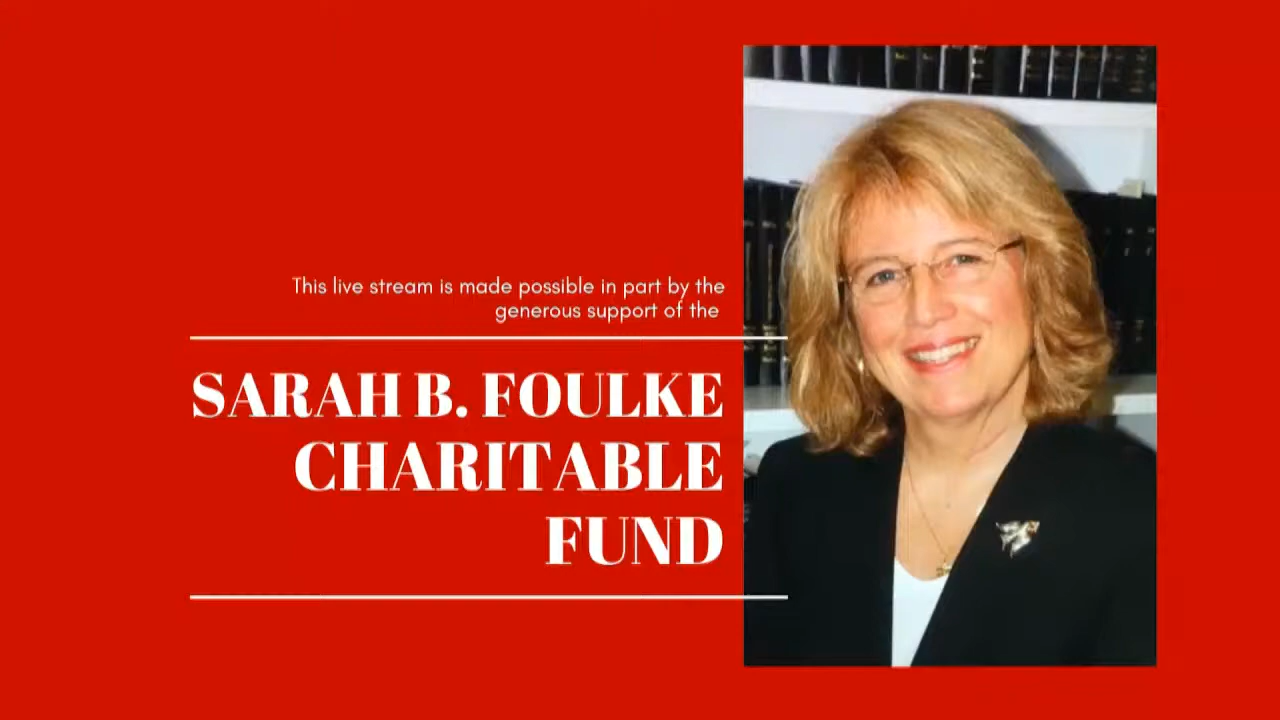 This live stream is made possible in part by the
generous support of the
SARAH B. FOULKE
CHARITABLE
FUND